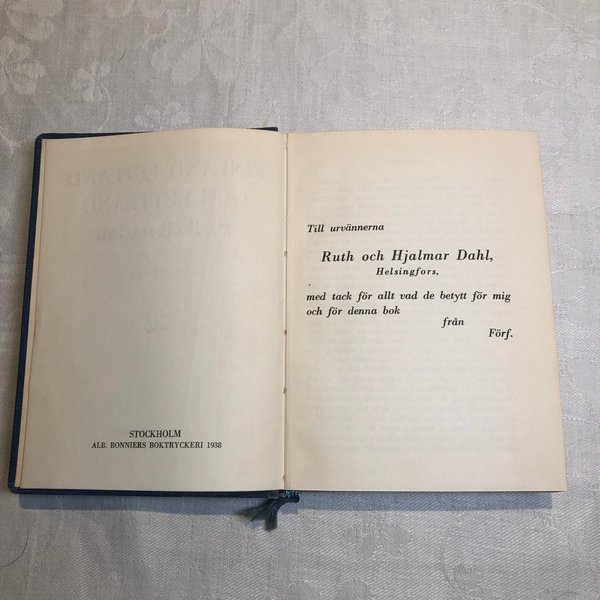 STOCKHOLM
ALB. BONNIERS BOKTRYCKERI 1938
Till urvännerna
Ruth och Hjalmar Dahl,
Helsingfors,
med tack för allt vad de betytt för mig
och för denna bok
från
Förf.